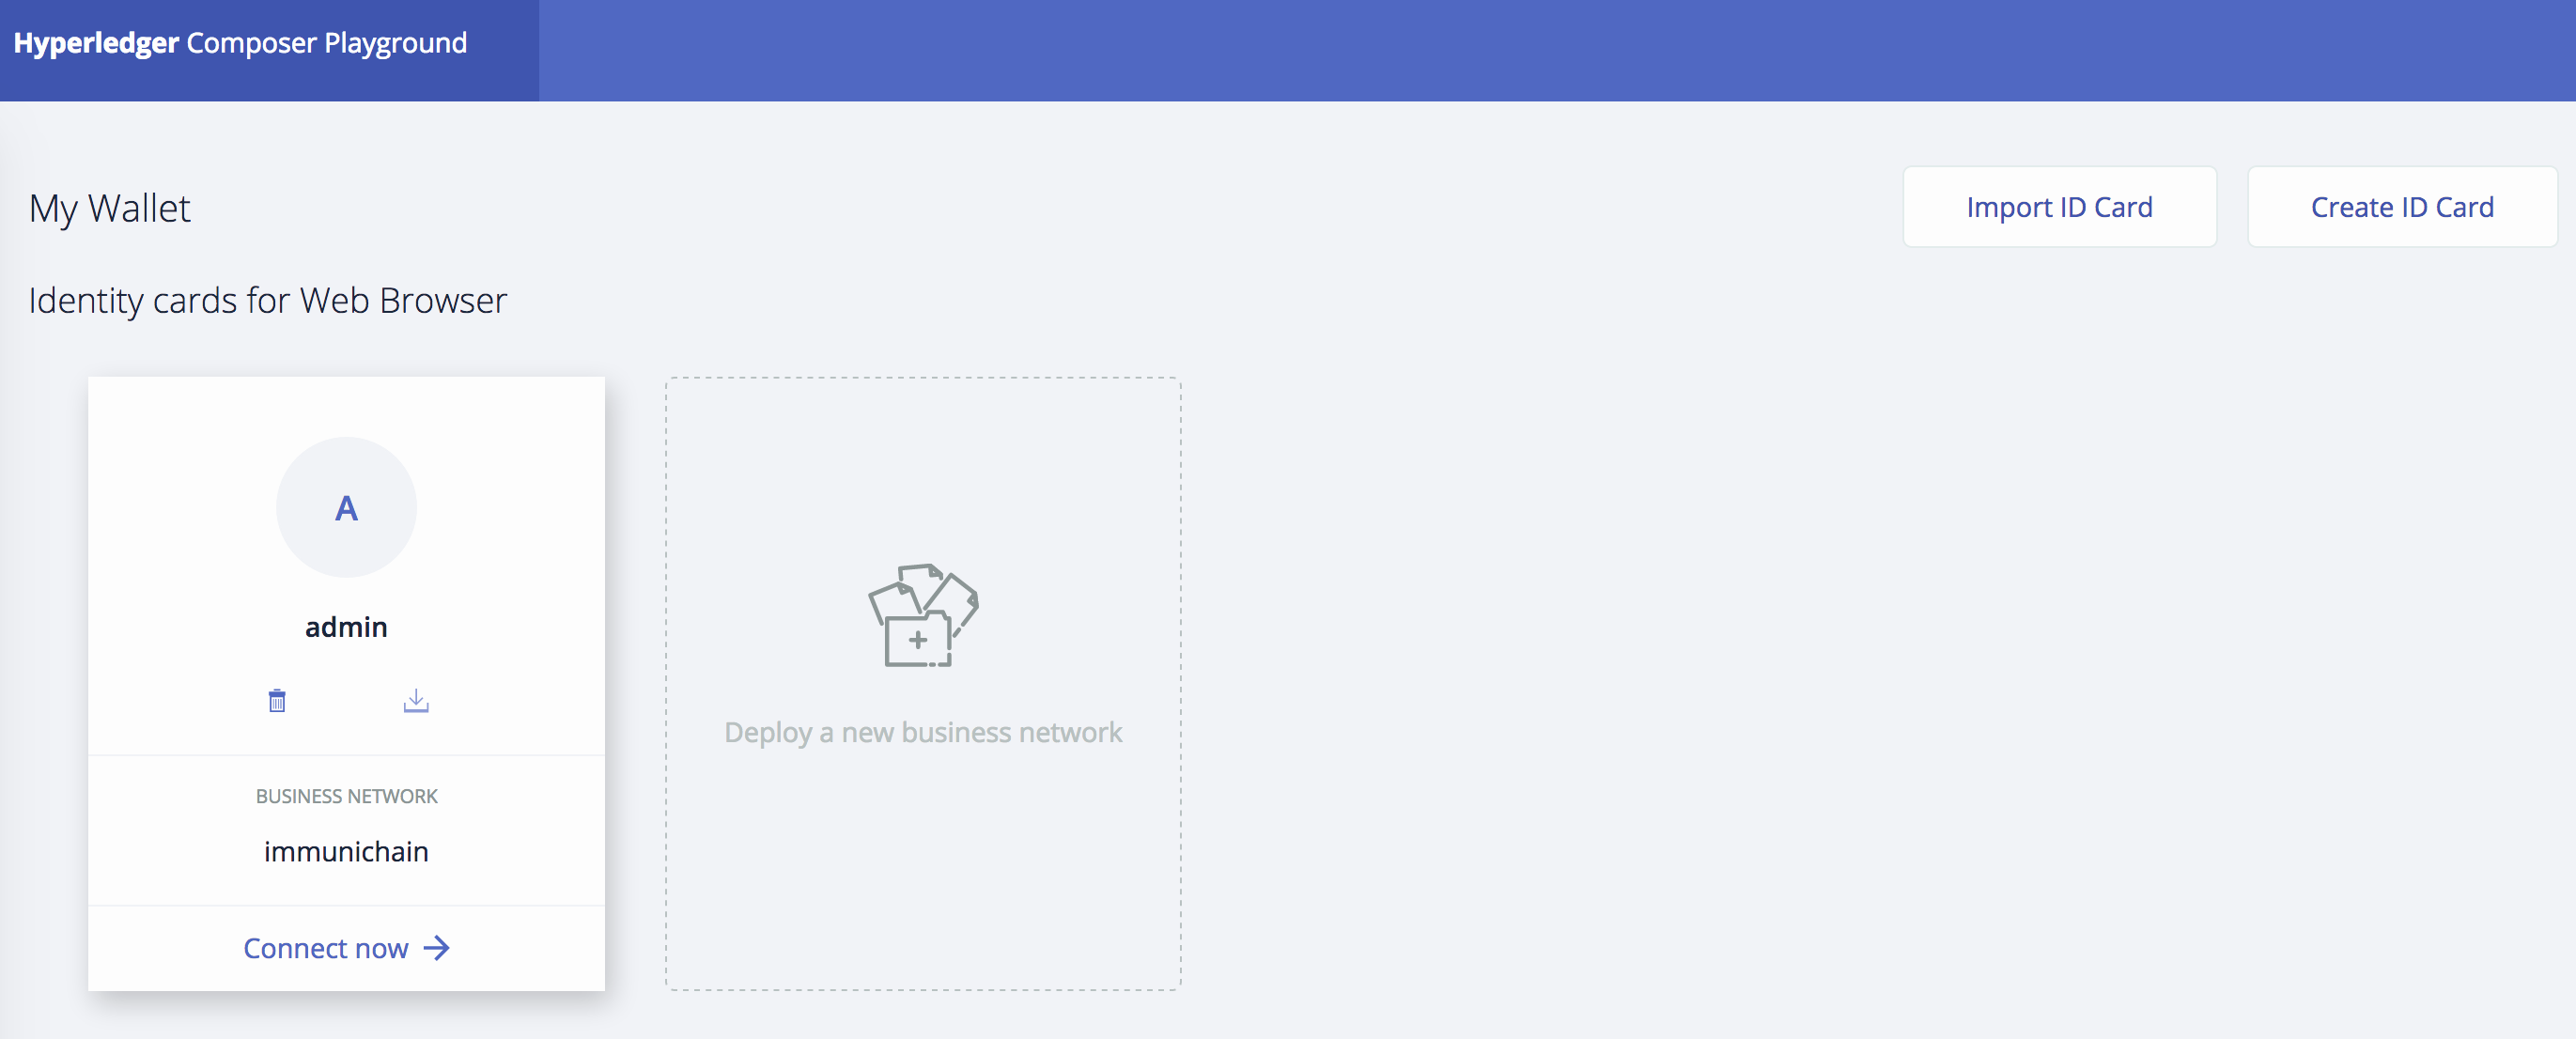 Hyperledger Composer Playground
My Wallet
Import ID Card
Create ID Card
Identity cards for Web Browser
A
admin
BUSINESS NETWORK
immunichain
Connect now
Deploy a new business network